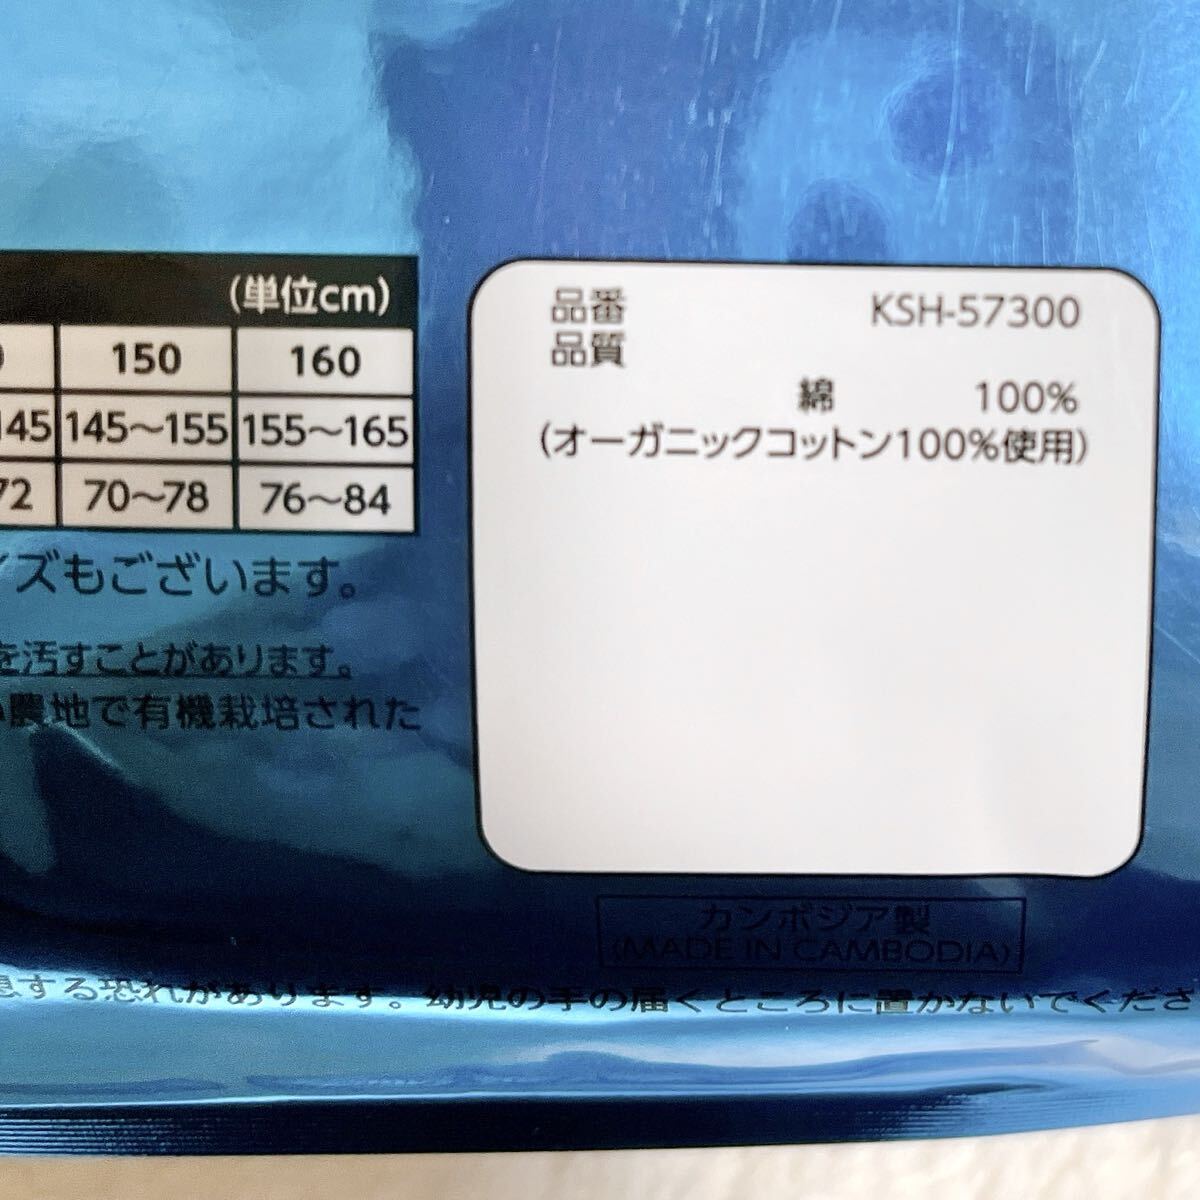 (単位cm)
150 160
145 145～155 155～165
72 70～78 76～84
イズもございます。
を汚すことがあります。
農地で有機栽培された
品番 KSH-57300
品質
綿 100%
(オーガニックコットン100%使用)
カンボジア製
(MADE IN CAMBODIA)
息する恐れがあります。幼児の手の届くところに置かないでくださ